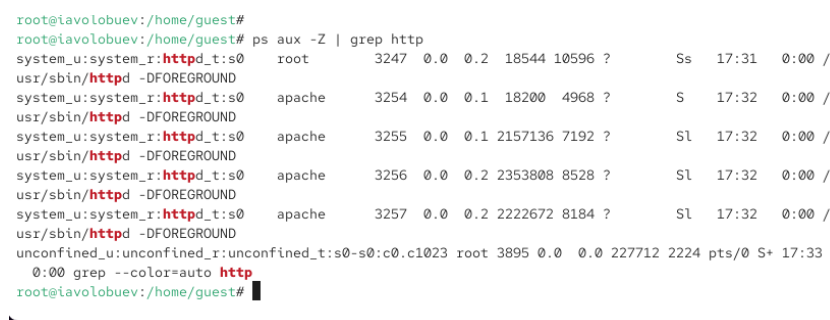 root@iavolobuev:/home/guest#
root@iavolobuev:/home/guest# ps aux -Z | grep http
system_u:system_r:httpd_t:s0    root        3247  0.0  0.2  18544 10596 ?        Ss   17:31   0:00 /
usr/sbin/httpd -DFOREGROUND
system_u:system_r:httpd_t:s0    apache      3254  0.0  0.1  18200  4968 ?        S    17:32   0:00 /
usr/sbin/httpd -DFOREGROUND
system_u:system_r:httpd_t:s0    apache      3255  0.0  0.1 2157136 7192 ?        Sl   17:32   0:00 /
usr/sbin/httpd -DFOREGROUND
system_u:system_r:httpd_t:s0    apache      3256  0.0  0.2 2353808 8528 ?        Sl   17:32   0:00 /
usr/sbin/httpd -DFOREGROUND
system_u:system_r:httpd_t:s0    apache      3257  0.0  0.2 2222672 8184 ?        Sl   17:32   0:00 /
usr/sbin/httpd -DFOREGROUND
unconfined_u:unconfined_r:unconfined_t:s0-s0:c0.c1023 root 3895 0.0  0.0 227712 2224 pts/0 S+ 17:33
  0:00 grep --color=auto http
root@iavolobuev:/home/guest#